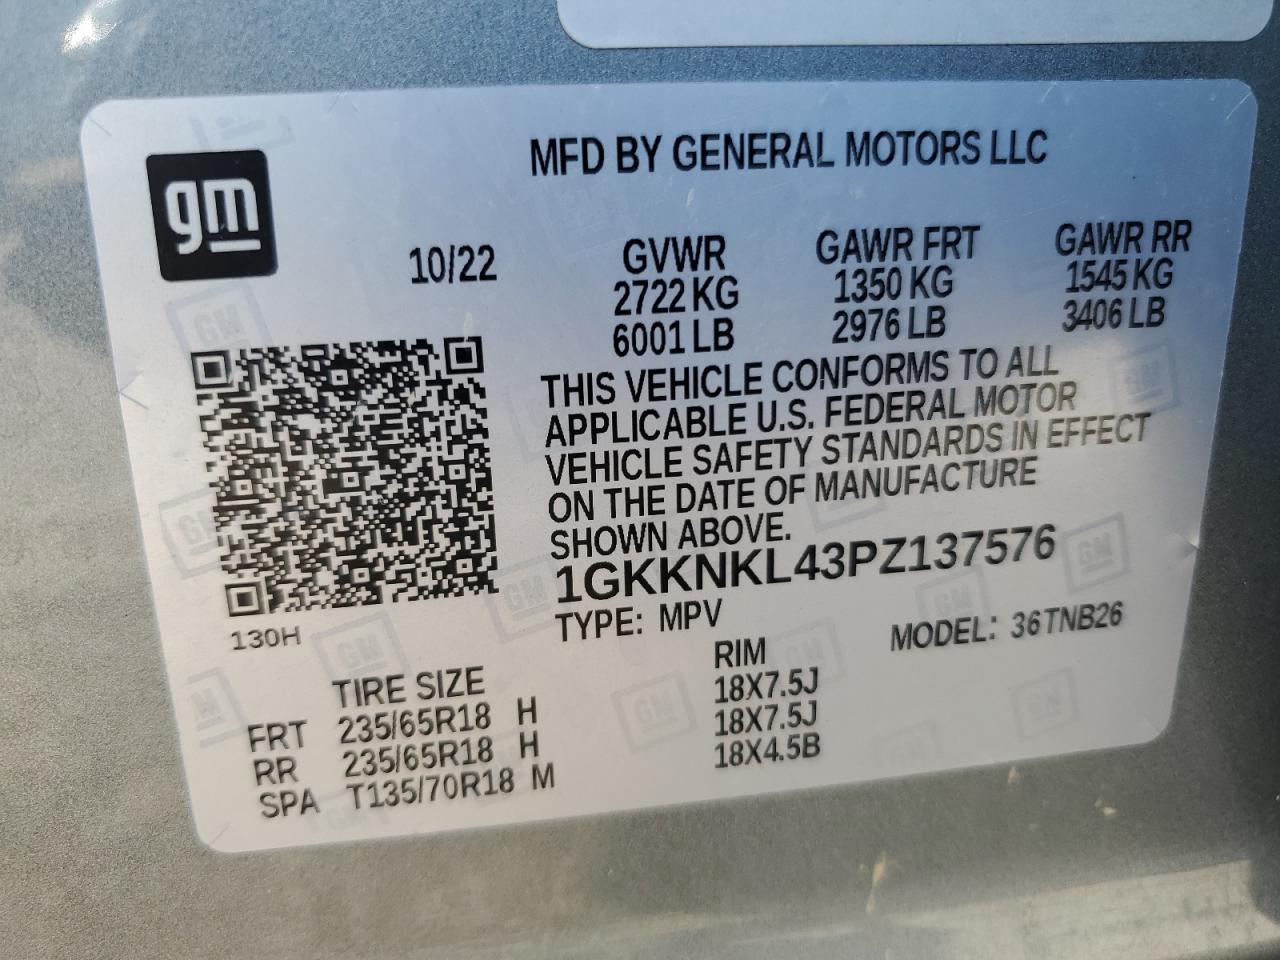 gm
MFD BY GENERAL MOTORS LLC
10/22
GVWR GAWR FRT GAWR RR
2722 KG 1350 KG 1545 KG
6001 LB 2976 LB 3406 LB
THIS VEHICLE CONFORMS TO ALL
APPLICABLE U.S. FEDERAL MOTOR
VEHICLE SAFETY STANDARDS IN EFFECT
ON THE DATE OF MANUFACTURE
SHOWN ABOVE.
1GKKNKL43PZ137576
130H
TYPE: MPV MODEL: 36TNB26
TIRE SIZE RIM
FRT 235/65R18 H 18X7.5J
RR 235/65R18 H 18X7.5J
SPA T135/70R18 M 18X4.5B